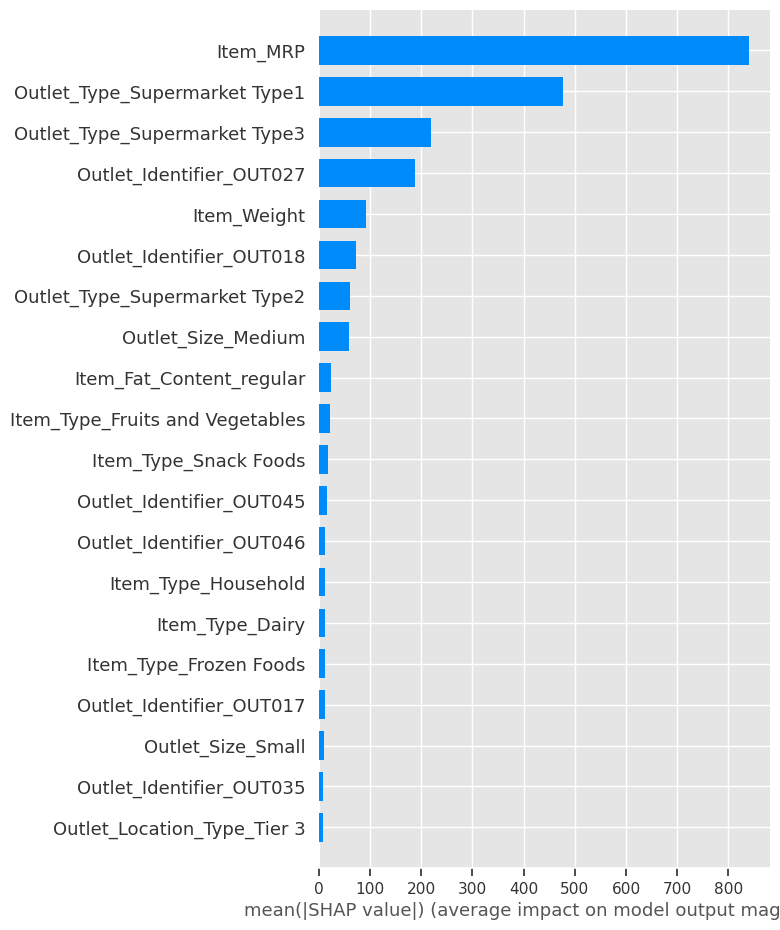 Item_MRP
Outlet_Type_Supermarket Type1
Outlet_Type_Supermarket Type3
Outlet_Identifier_OUT027
Item_Weight
Outlet_Identifier_OUT018
Outlet_Type_Supermarket Type2
Outlet_Size_Medium
Item_Fat_Content_regular
Item_Type_Fruits and Vegetables
Item_Type_Snack Foods
Outlet_Identifier_OUT045
Outlet_Identifier_OUT046
Item_Type_Household
Item_Type_Dairy
Item_Type_Frozen Foods
Outlet_Identifier_OUT017
Outlet_Size_Small
Outlet_Identifier_OUT035
Outlet_Location_Type_Tier 3
0 100 200 300 400 500 600 700 800
mean(|SHAP value|) (average impact on model output mag